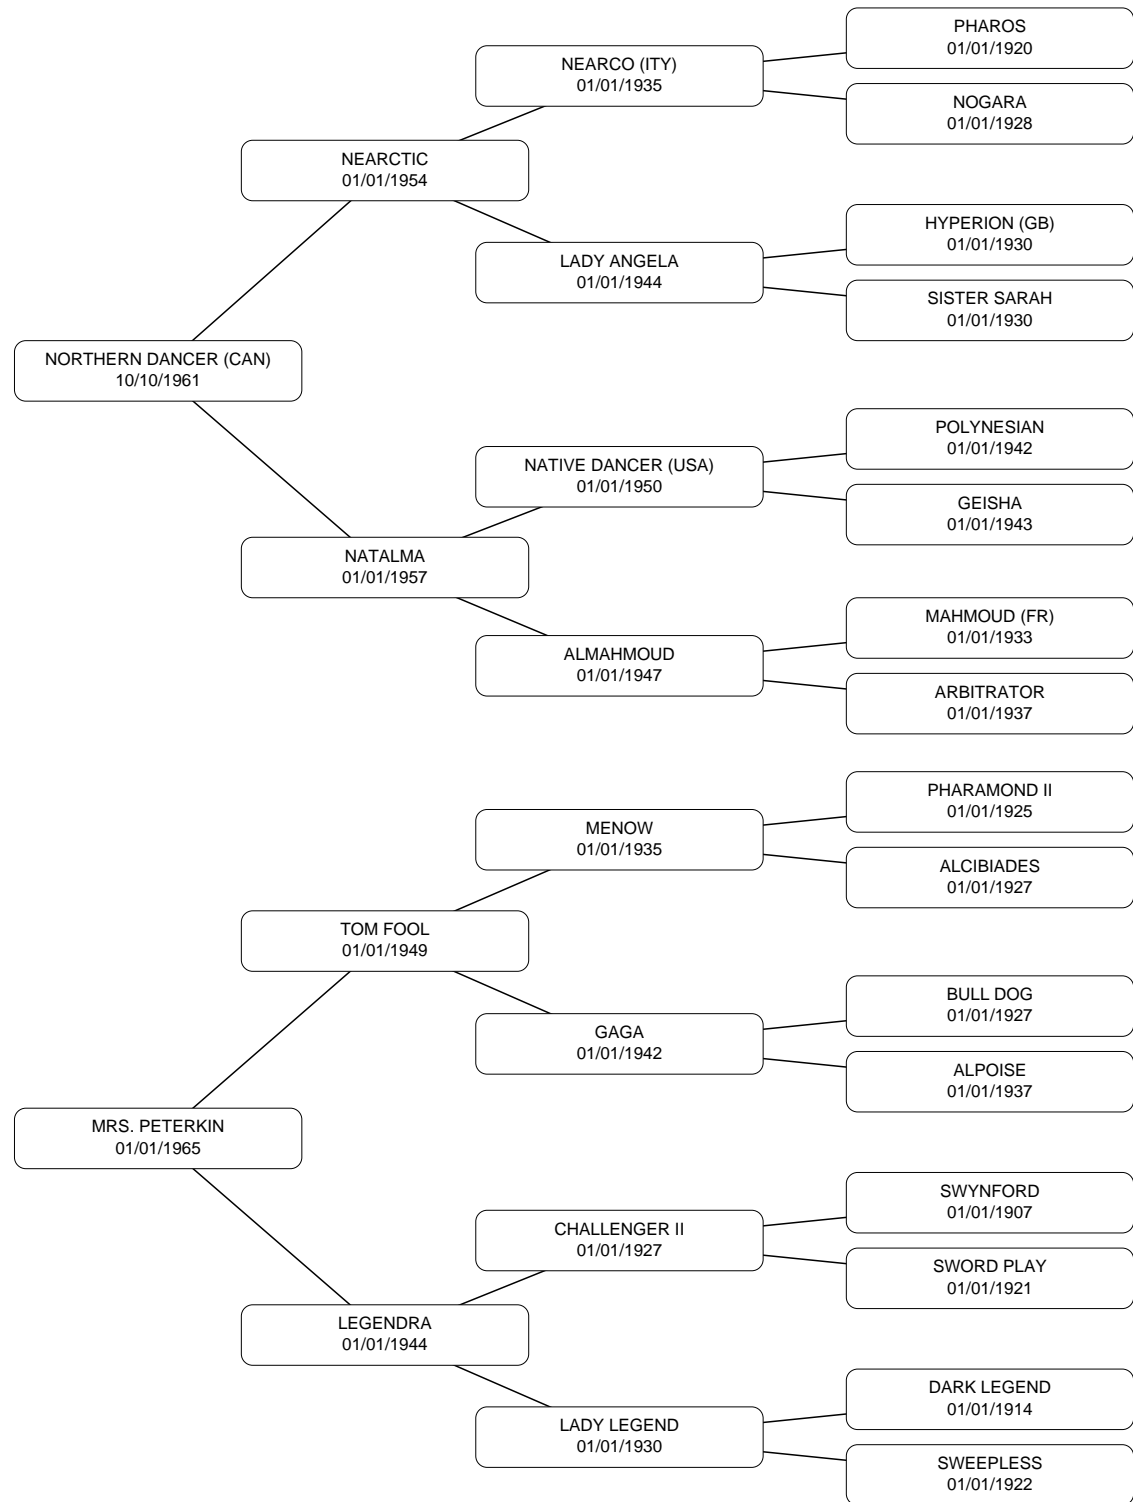 PHAROS
01/01/1920
NEARCO (ITY)
01/01/1935
NOGARA
01/01/1928
NEARCTIC
01/01/1954
HYPERION (GB)
01/01/1930
LADY ANGELA
01/01/1944
SISTER SARAH
01/01/1930
NORTHERN DANCER (CAN)
10/10/1961
POLYNESIAN
01/01/1942
NATIVE DANCER (USA)
01/01/1950
GEISHA
01/01/1943
NATALMA
01/01/1957
MAHMOUD (FR)
01/01/1933
ALMAHMOUD
01/01/1947
ARBITRATOR
01/01/1937
PHARAMOND II
01/01/1925
MENOW
01/01/1935
ALCIBIADES
01/01/1927
TOM FOOL
01/01/1949
BULL DOG
01/01/1927
GAGA
01/01/1942
ALPOISE
01/01/1937
MRS. PETERKIN
01/01/1965
SWYNFORD
01/01/1907
CHALLENGER II
01/01/1927
SWORD PLAY
01/01/1921
LEGENDRA
01/01/1944
DARK LEGEND
01/01/1914
LADY LEGEND
01/01/1930
SWEEPLESS
01/01/1922